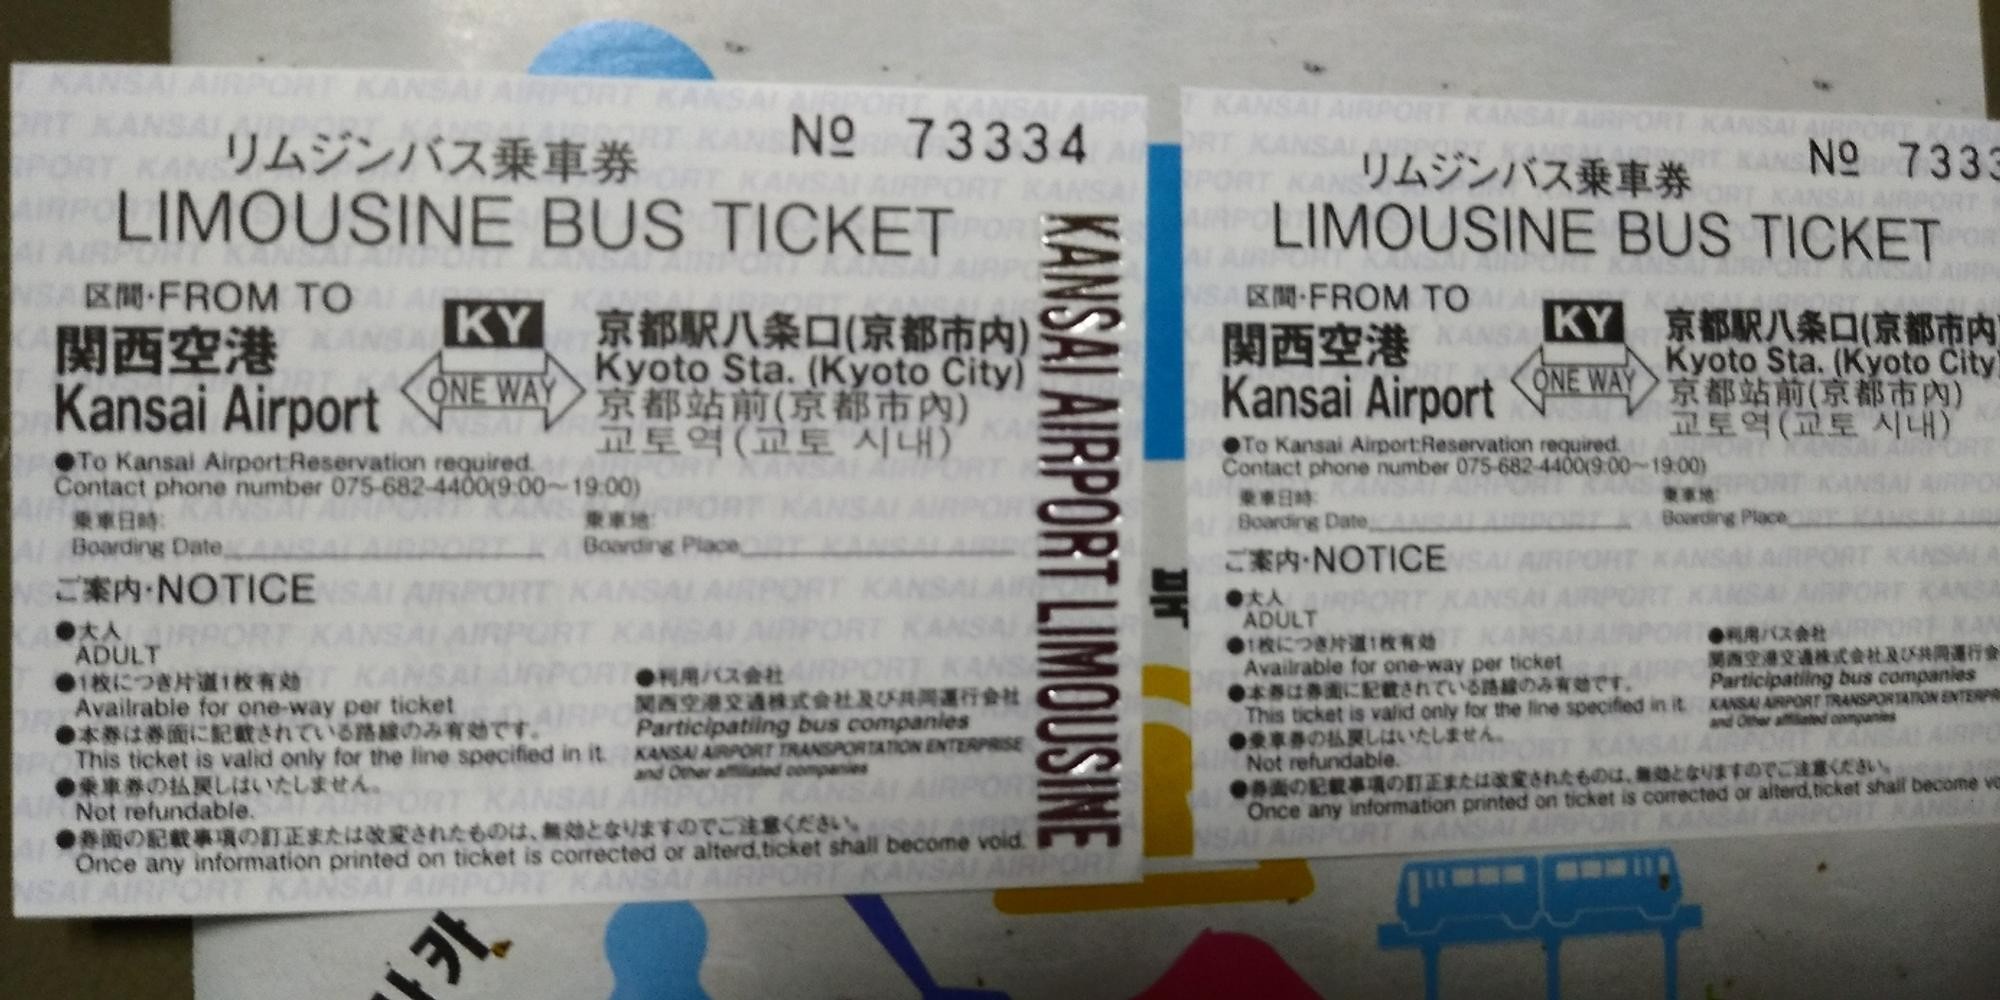 リムジンバス乗車券
№ 73334
LIMOUSINE BUS TICKET
区間・FROM TO
関西空港
Kansai Airport
KY
ONE WAY
京都駅八条口(京都市内)
Kyoto Sta. (Kyoto City)
京都站前(京都市內)
교토역(교토 시내)
●To Kansai Airport:Reservation required.
Contact phone number 075-682-4400(9:00～19:00)
乗車日時:
Boarding Date
乗車地:
Boarding Place
ご案内・NOTICE
●大人
ADULT
●1枚につき片道1枚有効
Availrable for one-way per ticket
●本券は券面に記載されている路線のみ有効です。
This ticket is valid only for the line specified in it.
●乗車券の払戻しはいたしません。
Not refundable.
●券面の記載事項の訂正または改変されたものは、無効となりますのでご注意ください。
Once any information printed on ticket is corrected or alterd,ticket shall become void.
●利用バス会社
関西空港交通株式会社及び共同運行会社
Participatiing bus companies
KANSAI AIRPORT TRANSPORTATION ENTERPRISE
and Other affiliated companies
KANSAI AIRPORT LIMOUSINE
リムジンバス乗車券
№ 7333
LIMOUSINE BUS TICKET
区間・FROM TO
関西空港
Kansai Airport
KY
ONE WAY
京都駅八条口(京都市内)
Kyoto Sta. (Kyoto City)
京都站前(京都市內)
교토역(교토 시내)
●To Kansai Airport:Reservation required.
Contact phone number 075-682-4400(9:00～19:00)
乗車日時:
Boarding Date
乗車地:
Boarding Place
ご案内・NOTICE
●大人
ADULT
●1枚につき片道1枚有効
Availrable for one-way per ticket
●本券は券面に記載されている路線のみ有効です。
This ticket is valid only for the line specified in it.
●乗車券の払戻しはいたしません。
Not refundable.
●券面の記載事項の訂正または改変されたものは、無効となりますのでご注意ください。
Once any information printed on ticket is corrected or alterd,ticket shall become
●利用バス会社
関西空港交通株式会社及び共同運行会
Participatiing bus companies
KANSAI AIRPORT TRANSPORTATION
and Other affiliated companies